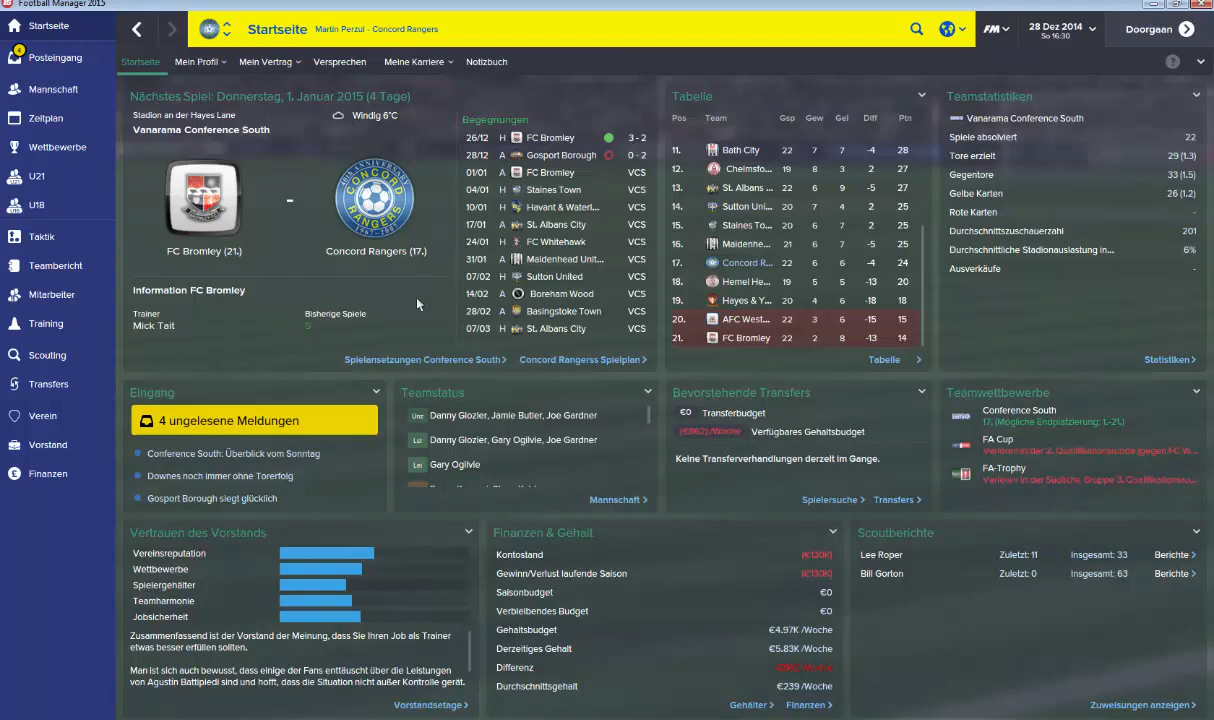 Football Manager 2015
Startseite
Startseite
Martin Perzul - Concord Rangers
FM
28 Dez 2014
So 16:30
Doorgaan
4
Posteingang
Mannschaft
Zeitplan
Wettbewerbe
U21
U18
Taktik
Teambericht
Mitarbeiter
Training
Scouting
Transfers
Verein
Vorstand
Finanzen
Startseite Mein Profil Mein Vertrag Versprechen Meine Karriere Notizbuch
Nächstes Spiel: Donnerstag, 1. Januar 2015 (4 Tage)
Stadion an der Hayes Lane
Windig 6°C
Vanarama Conference South
FC Bromley (21.) - Concord Rangers (17.)
Information FC Bromley
Trainer
Mick Tait
Bisherige Spiele
S
Begegnungen
26/12 H FC Bromley 3 - 2
28/12 A Gosport Borough 0 - 2
01/01 A FC Bromley VCS
04/01 H Staines Town VCS
10/01 H Havant & Waterl... VCS
17/01 A St. Albans City VCS
24/01 H FC Whitehawk VCS
31/01 A Maidenhead Unit... VCS
07/02 H Sutton United VCS
14/02 A Boreham Wood VCS
28/02 A Basingstoke Town VCS
07/03 H St. Albans City VCS
Spielansetzungen Conference South
Concord Rangerss Spielplan
Tabelle
Pos Team Gsp Gew Gel Diff Ptn
11. Bath City 22 7 7 -4 28
12. Chelmsfo... 19 8 3 2 27
13. St. Albans ... 22 6 9 -5 27
14. Sutton Uni... 20 7 4 2 25
15. Staines To... 20 6 7 2 25
16. Maidenhe... 21 6 7 -5 25
17. Concord R... 22 6 6 -4 24
18. Hemel He... 19 5 5 -13 20
19. Hayes & Y... 20 4 6 -18 18
20. AFC West... 22 3 6 -15 15
21. FC Bromley 22 2 8 -13 14
Tabelle
Teamstatistiken
Vanarama Conference South
Spiele absolviert 22
Tore erzielt 29 (1.3)
Gegentore 33 (1.5)
Gelbe Karten 26 (1.2)
Rote Karten -
Durchschnittszuschauerzahl 201
Durchschnittliche Stadionauslastung in... 6%
Ausverkäufe -
Statistiken
Eingang
4 ungelesene Meldungen
Conference South: Überblick vom Sonntag
Downes noch immer ohne Torerfolg
Gosport Borough siegt glücklich
Teamstatus
Unz Danny Glozier, Jamie Butler, Joe Gardner
Lst Danny Glozier, Gary Ogilvie, Joe Gardner
Lei Gary Ogilvie
Mannschaft
Bevorstehende Transfers
€0 Transferbudget
(€862) /Woche Verfügbares Gehaltsbudget
Keine Transferverhandlungen derzeit im Gange.
Spielersuche Transfers
Teamwettbewerbe
Conference South
17. (Mögliche Endplatzierung: 1.-21.)
FA Cup
Verloren in der 2. Qualifikationsrunde (gegen FC W...
FA-Trophy
Verloren in der Südliche Gruppe 3. Qualifikationsru...
Vertrauen des Vorstands
Vereinsreputation
Wettbewerbe
Spielergehälter
Teamharmonie
Jobsicherheit
Zusammenfassend ist der Vorstand der Meinung, dass Sie Ihren Job als Trainer
etwas besser erfüllen sollten.
Man ist sich auch bewusst, dass einige der Fans enttäuscht über die Leistungen
von Agustin Battipiedi sind und hofft, dass die Situation nicht außer Kontrolle gerät.
Vorstandsetage
Finanzen & Gehalt
Kontostand (€130K)
Gewinn/Verlust laufende Saison (€130K)
Saisonbudget €0
Verbleibendes Budget €0
Gehaltsbudget €4.97K /Woche
Derzeitiges Gehalt €5.83K /Woche
Differenz
Durchschnittsgehalt €239 /Woche
Gehälter Finanzen
Scoutberichte
Lee Roper Zuletzt: 11 Insgesamt: 33 Berichte
Bill Gorton Zuletzt: 0 Insgesamt: 63 Berichte
Zuweisungen anzeigen